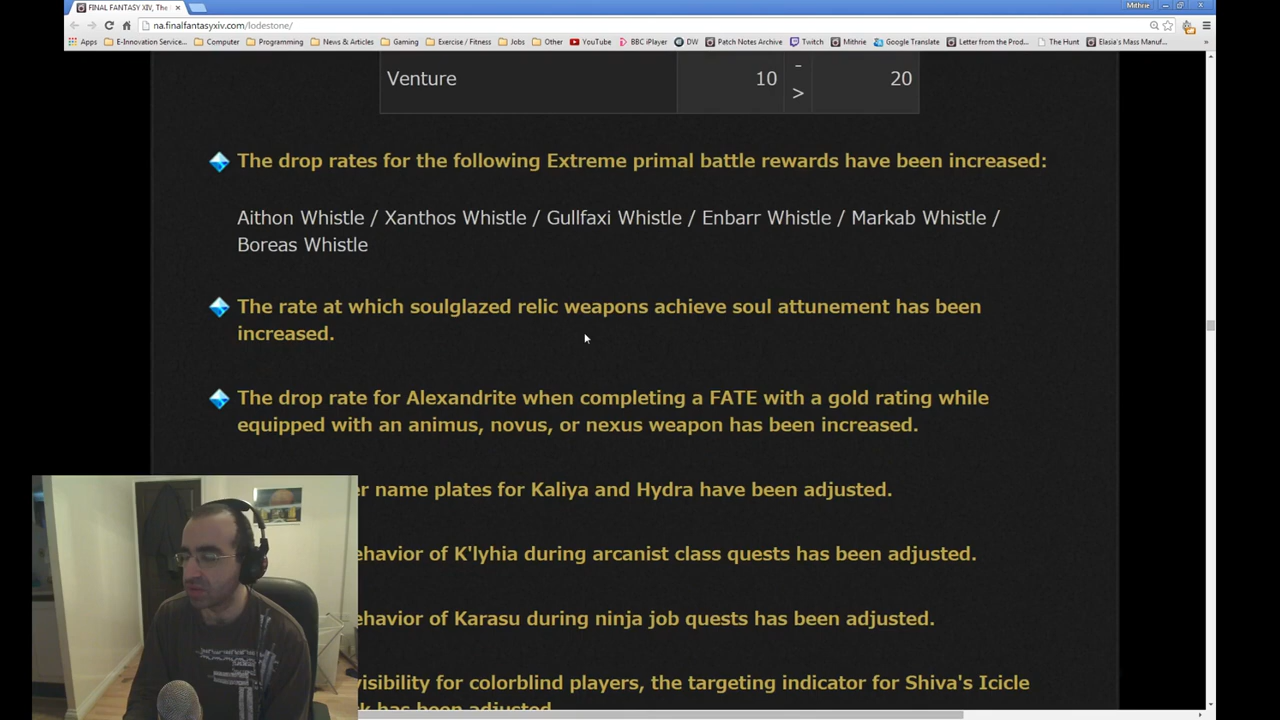 FINAL FANTASY XIV, The
Mithrie
na.finalfantasyxiv.com/lodestone/
Apps E-Innovation Service... Computer Programming News & Articles Gaming Exercise / Fitness Jobs Other YouTube BBC iPlayer DW Patch Notes Archive Twitch Mithrie Google Translate Letter from the Prod... The Hunt Elasia's Mass Manuf... »
Venture 10 -> 20
The drop rates for the following Extreme primal battle rewards have been increased:
Aithon Whistle / Xanthos Whistle / Gullfaxi Whistle / Enbarr Whistle / Markab Whistle /
Boreas Whistle
The rate at which soulglazed relic weapons achieve soul attunement has been
increased.
The drop rate for Alexandrite when completing a FATE with a gold rating while
equipped with an animus, novus, or nexus weapon has been increased.
er name plates for Kaliya and Hydra have been adjusted.
ehavior of K'lyhia during arcanist class quests has been adjusted.
ehavior of Karasu during ninja job quests has been adjusted.
visibility for colorblind players, the targeting indicator for Shiva's Icicle
has been adjusted.